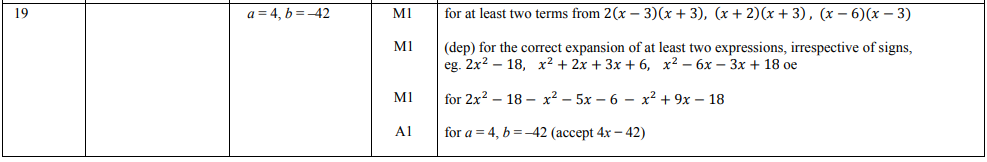 19 a = 4, b = –42 M1 for at least two terms from 2(x − 3)(x + 3), (x + 2)(x + 3), (x − 6)(x − 3)
M1 (dep) for the correct expansion of at least two expressions, irrespective of signs,
eg. 2x² − 18, x² + 2x + 3x + 6, x² − 6x − 3x + 18 oe
M1 for 2x² − 18 − x² − 5x − 6 − x² + 9x − 18
A1 for a = 4, b = –42 (accept 4x – 42)